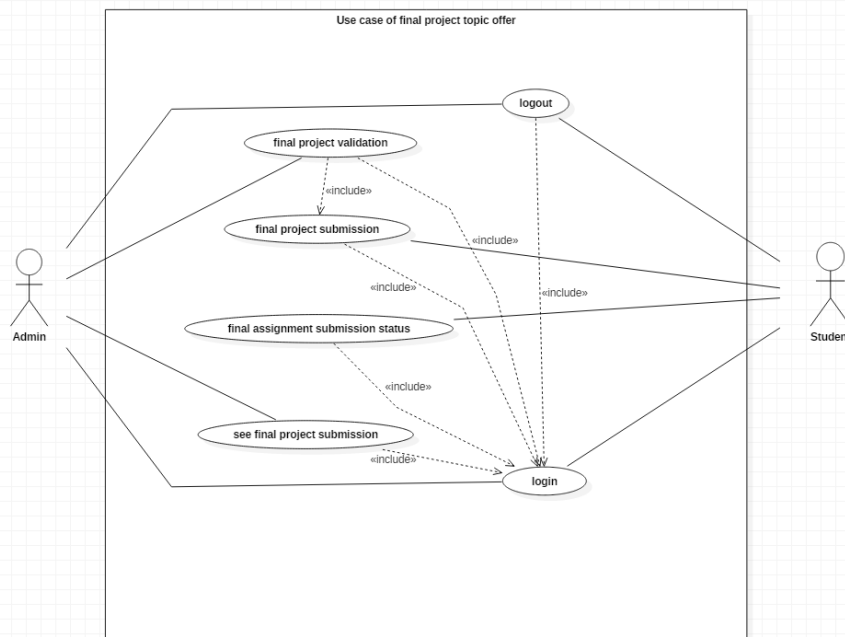 Use case of final project topic offer
logout
final project validation
«include»
final project submission
«include»
«include»
«include»
final assignment submission status
Admin
Studen
«include»
see final project submission
«include»
login